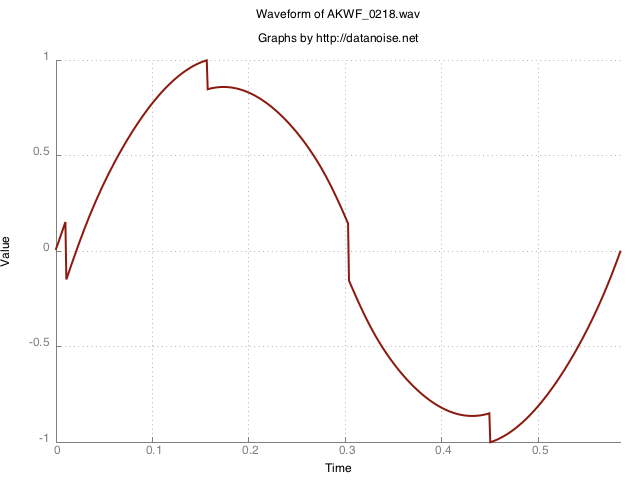 Waveform of AKWF_0218.wav
Graphs by http://datanoise.net
1
0.5
0
-0.5
-1
Value
0 0.1 0.2 0.3 0.4 0.5
Time